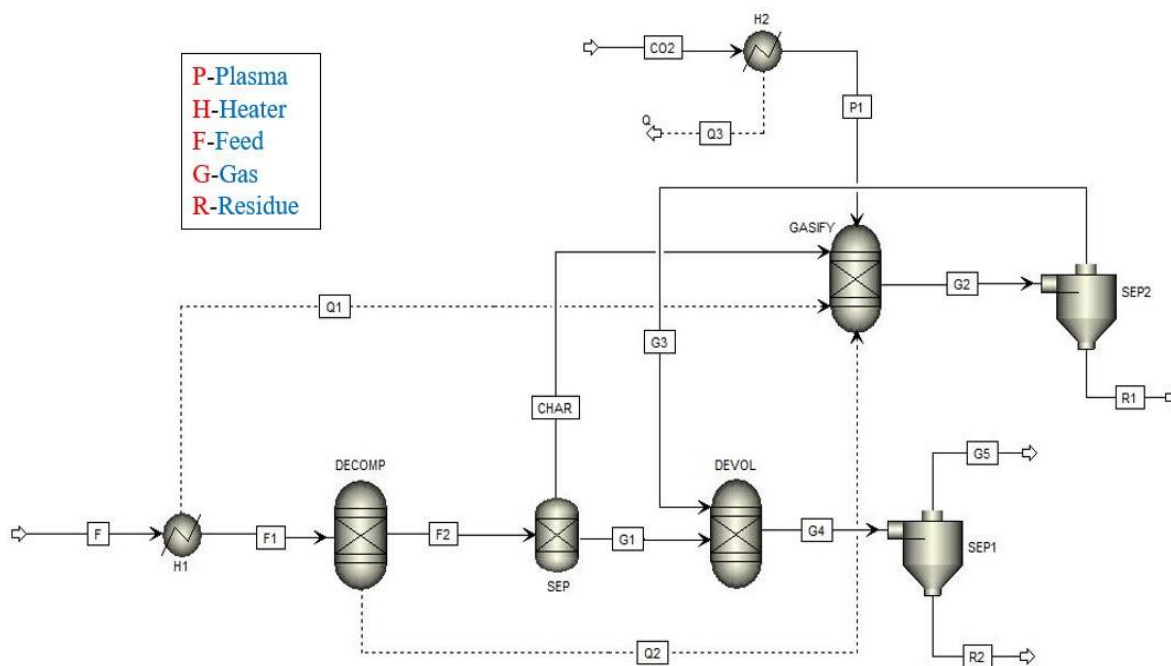 H2
CO2
P-Plasma
H-Heater
F-Feed
G-Gas
R-Residue
P1
Q
Q3
GASIFY
G2
SEP2
Q1
G3
R1
CHAR
G5
DECOMP
DEVOL
F
F1
F2
G1
G4
SEP1
H1
SEP
Q2
R2